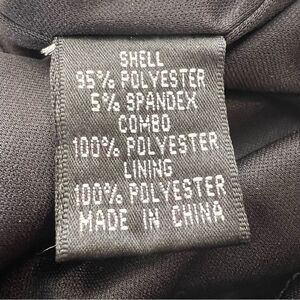 SHELL
95% POLYESTER
5% SPANDEX
COMBO
100% POLYESTER
LINING
100% POLYESTER
MADE IN CHINA